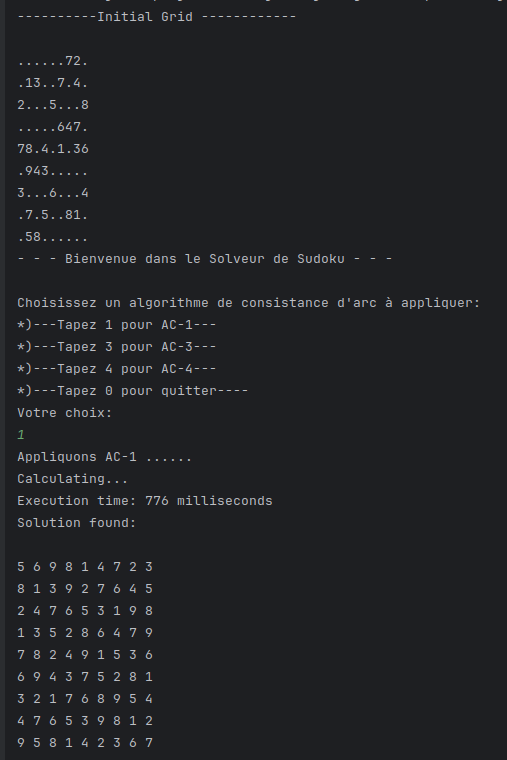 ----------Initial Grid ------------
......72.
.13..7.4.
2...5...8
.....647.
78.4.1.36
.943.....
3...6...4
.7.5..81.
.58......
- - - Bienvenue dans le Solveur de Sudoku - - -
Choisissez un algorithme de consistance d'arc à appliquer:
*)---Tapez 1 pour AC-1---
*)---Tapez 3 pour AC-3---
*)---Tapez 4 pour AC-4---
*)---Tapez 0 pour quitter----
Votre choix:
1
Appliquons AC-1 ......
Calculating...
Execution time: 776 milliseconds
Solution found:
5 6 9 8 1 4 7 2 3
8 1 3 9 2 7 6 4 5
2 4 7 6 5 3 1 9 8
1 3 5 2 8 6 4 7 9
7 8 2 4 9 1 5 3 6
6 9 4 3 7 5 2 8 1
3 2 1 7 6 8 9 5 4
4 7 6 5 3 9 8 1 2
9 5 8 1 4 2 3 6 7